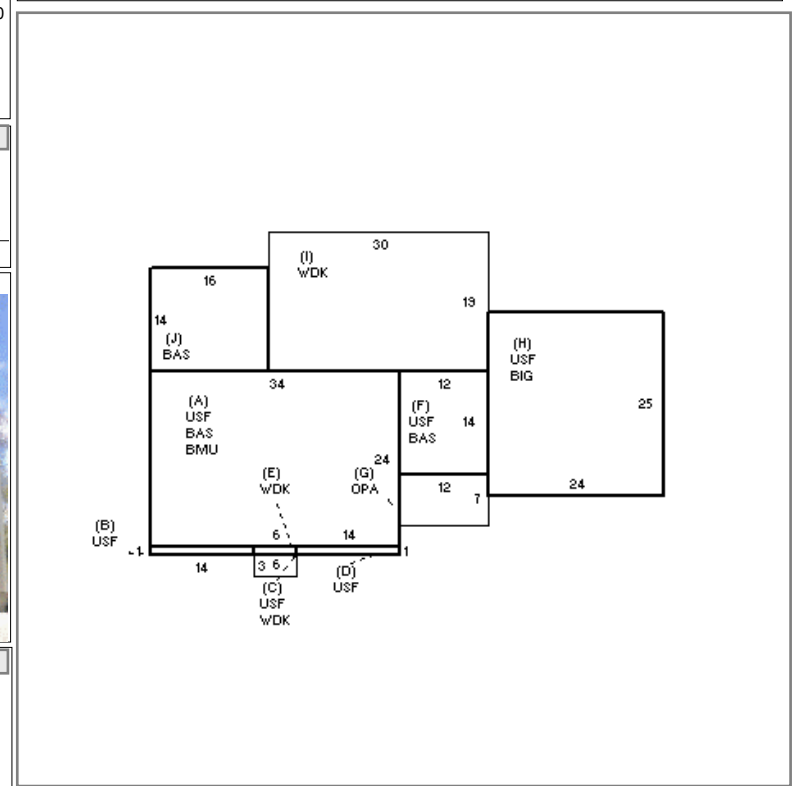 30
(I)
WDK
19
16
14
(J)
BAS
(H)
USF
BIG
25
24
34
(A)
USF
BAS
BMU
12
(F)
USF
BAS
14
24
(E)
WDK
(G)
OPA
12
7
(B)
USF
1
6
14
1
14
3 6
(C)
USF
WDK
(D)
USF